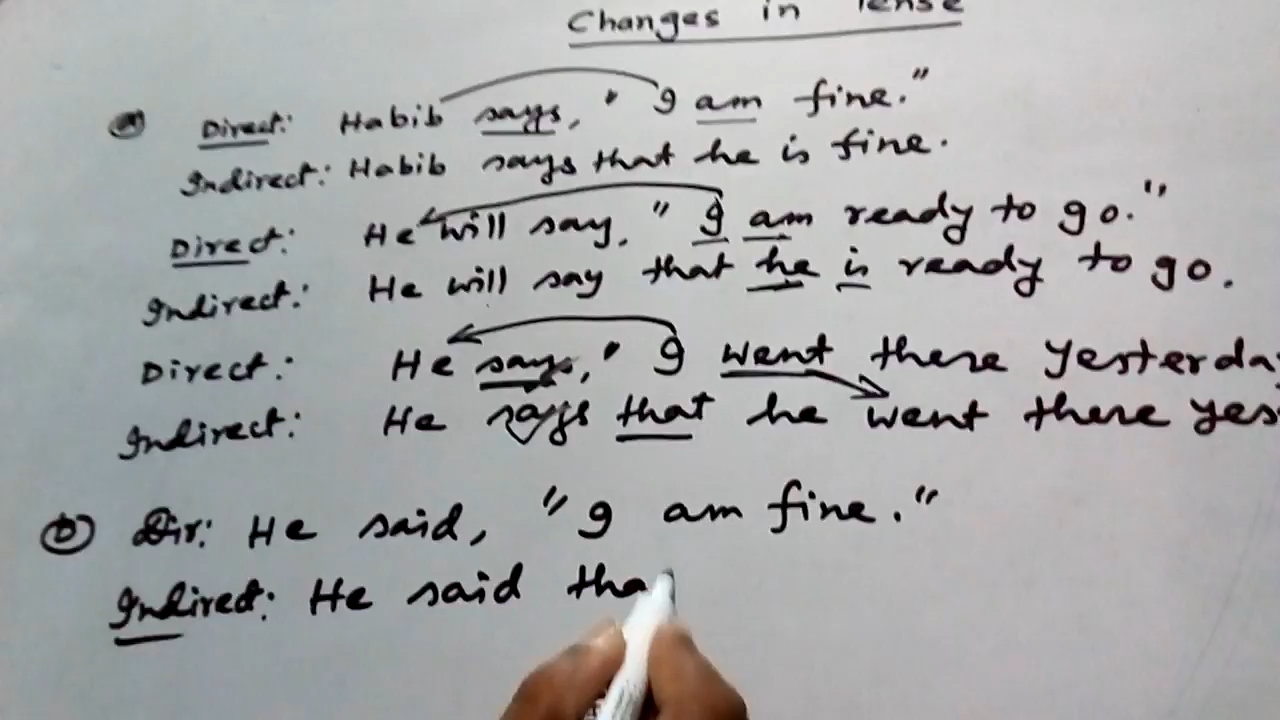 Changes in Tense
(a) Direct: Habib says, "I am fine."
Indirect: Habib says that he is fine.
Direct: He will say, "I am ready to go."
Indirect: He will say that he is ready to go.
Direct: He says, "I went there yesterda
Indirect: He says that he went there yes
(b) Dir: He said, "I am fine."
Indirect: He said tha